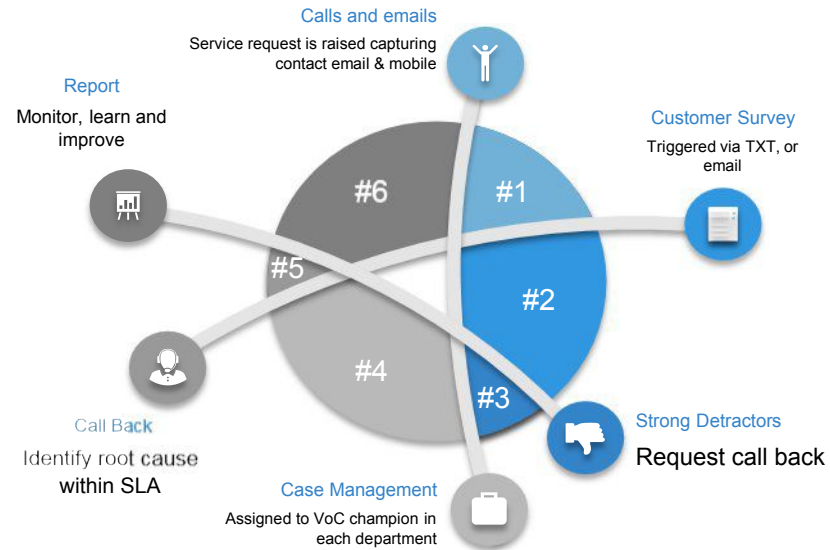 Calls and emails
Service request is raised capturing
contact email & mobile
Report
Monitor, learn and
improve
Customer Survey
Triggered via TXT, or
email
#6
#1
#5
#2
#4
#3
Call Back
Identify root cause
within SLA
Strong Detractors
Request call back
Case Management
Assigned to VoC champion in
each department